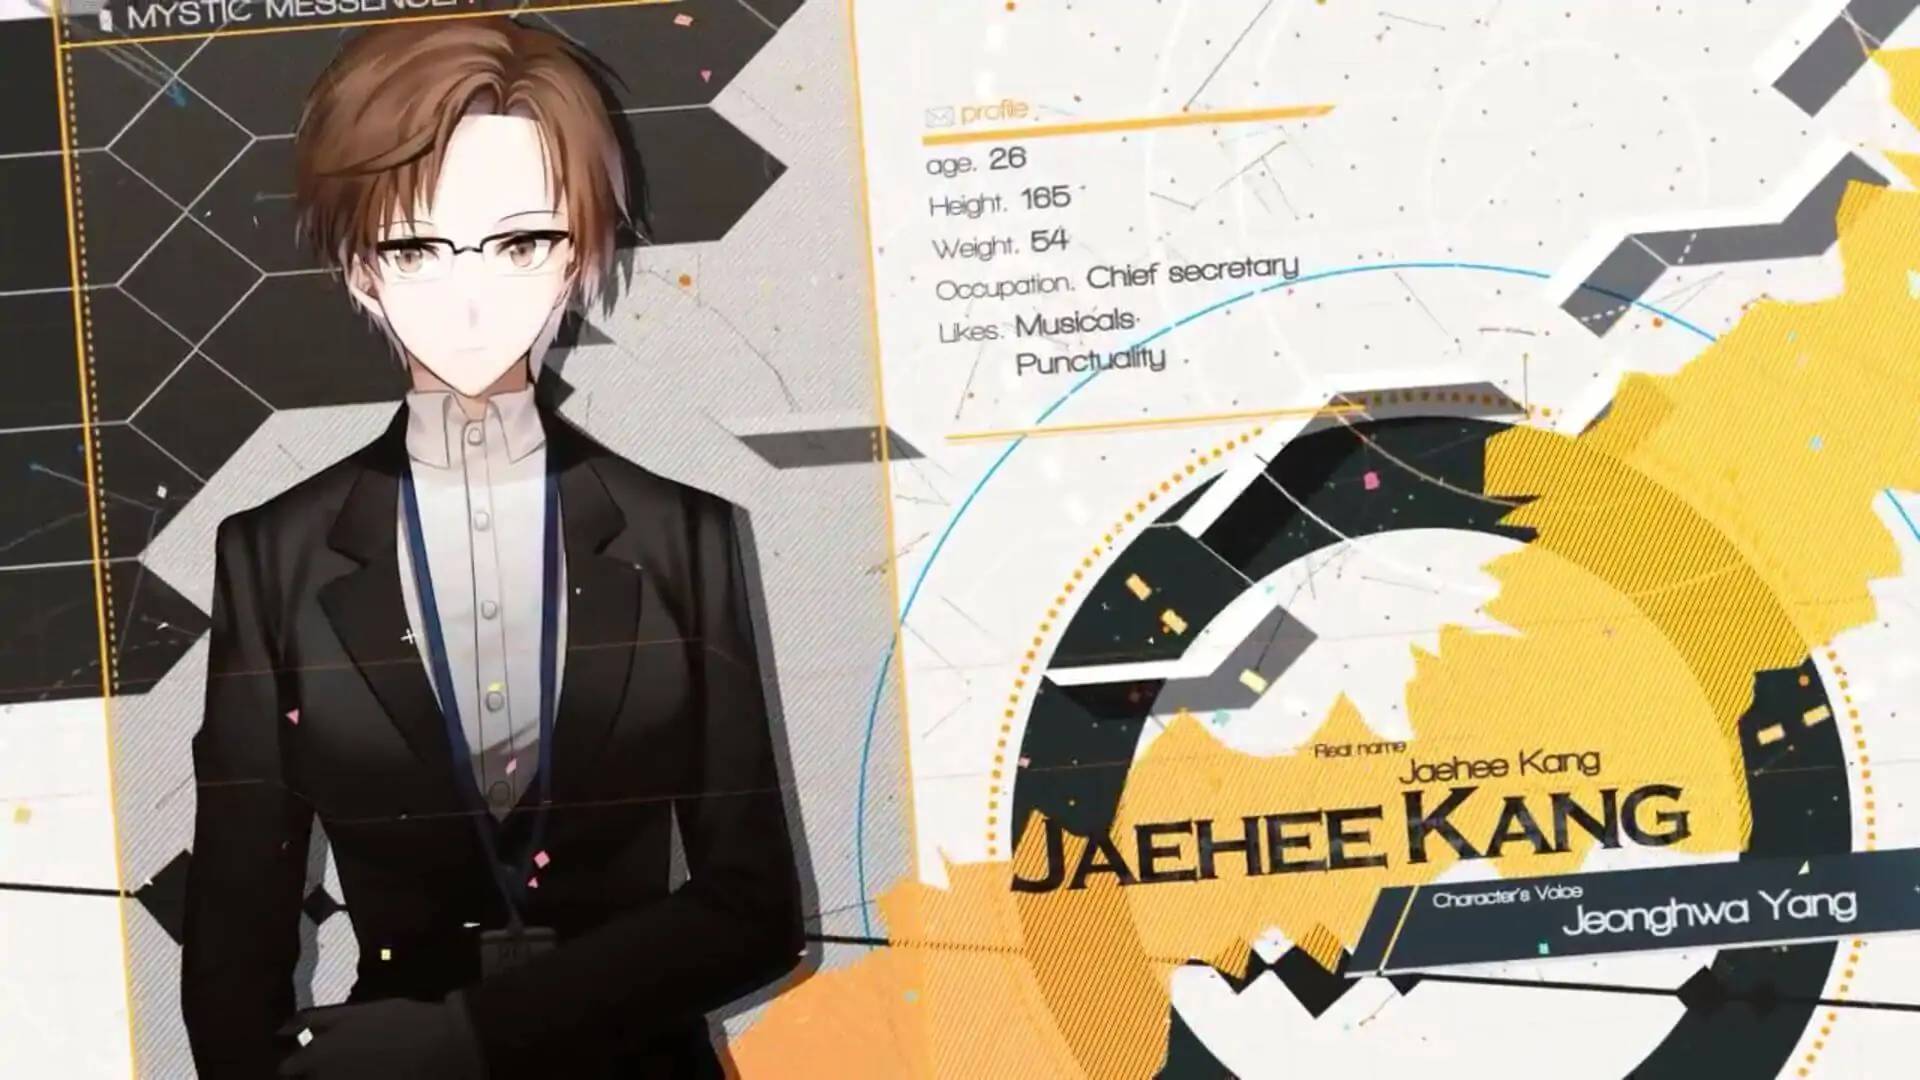 MYSTIC MESSENGER
profile.
age. 26
Height. 165
Weight. 54
Occupation. Chief secretary
Likes. Musicals
Punctuality
Real name
Jaehee Kang
JAEHEE KANG
Character's Voice
Jeonghwa Yang